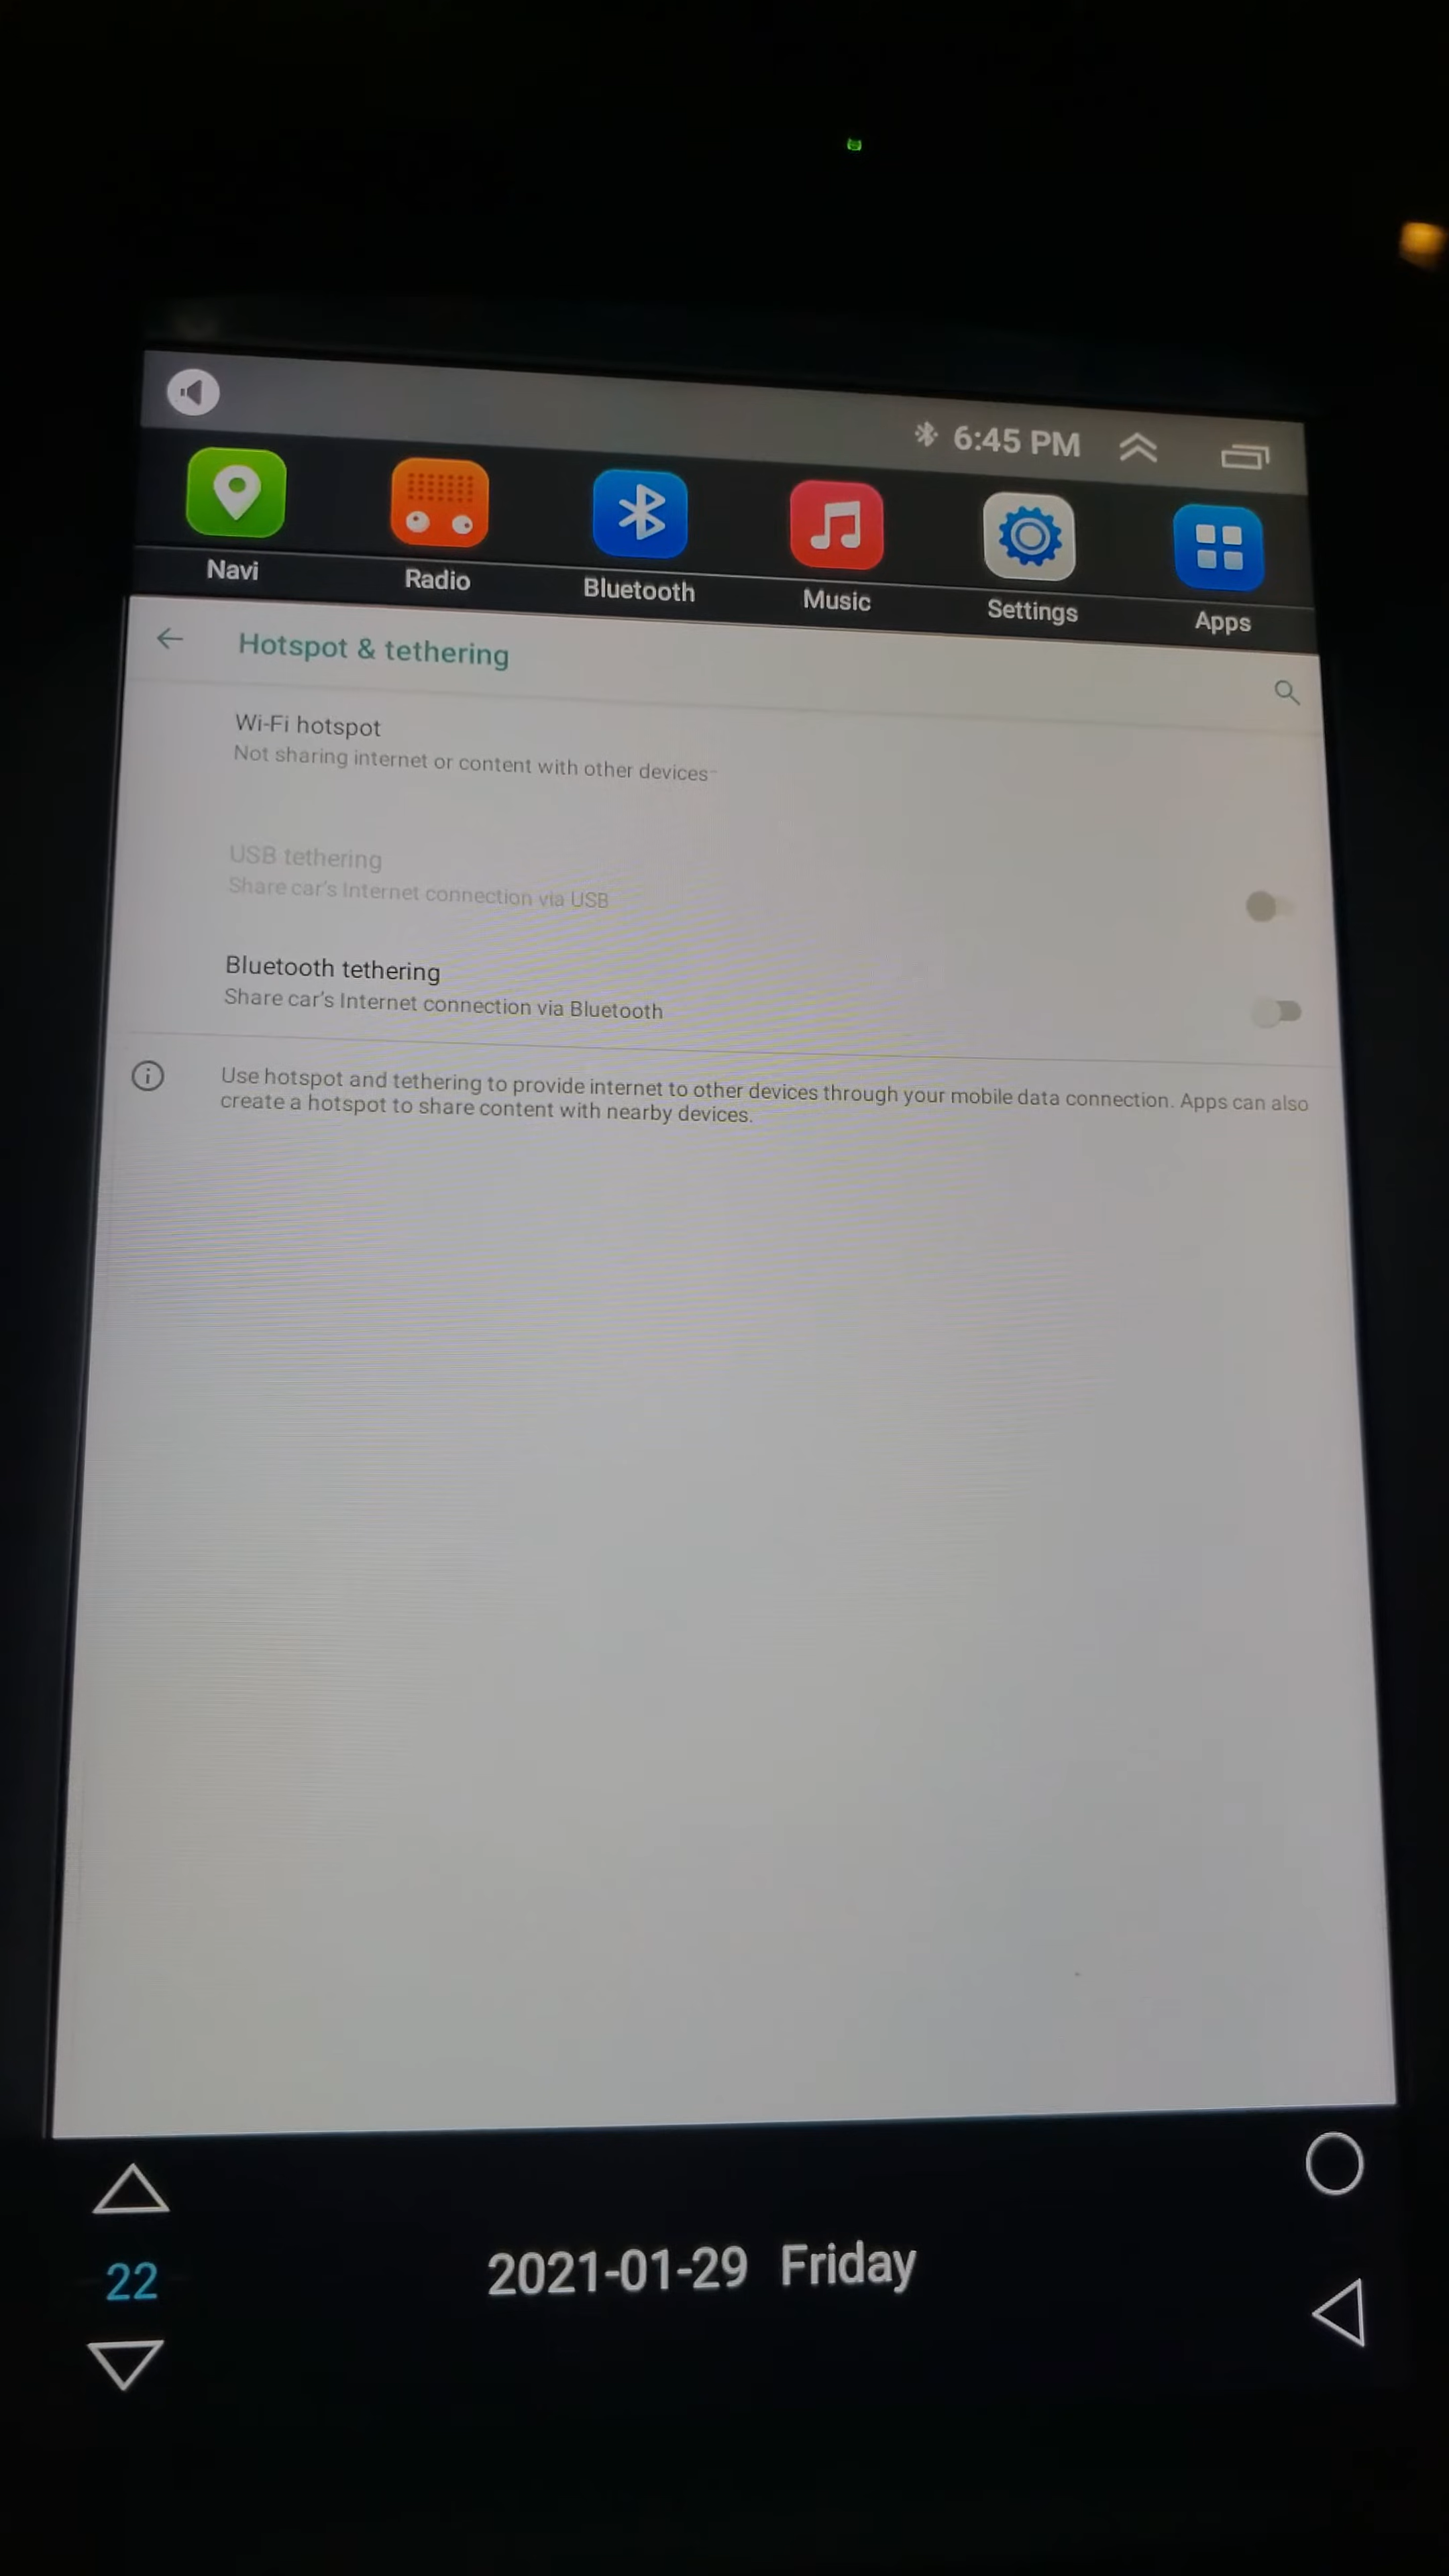 6:45 PM
Navi
Radio
Bluetooth
Music
Settings
Apps
Hotspot & tethering
Wi-Fi hotspot
Not sharing internet or content with other devices
USB tethering
Share car's Internet connection via USB
Bluetooth tethering
Share car's Internet connection via Bluetooth
Use hotspot and tethering to provide internet to other devices through your mobile data connection. Apps can also
create a hotspot to share content with nearby devices.
22
2021-01-29 Friday